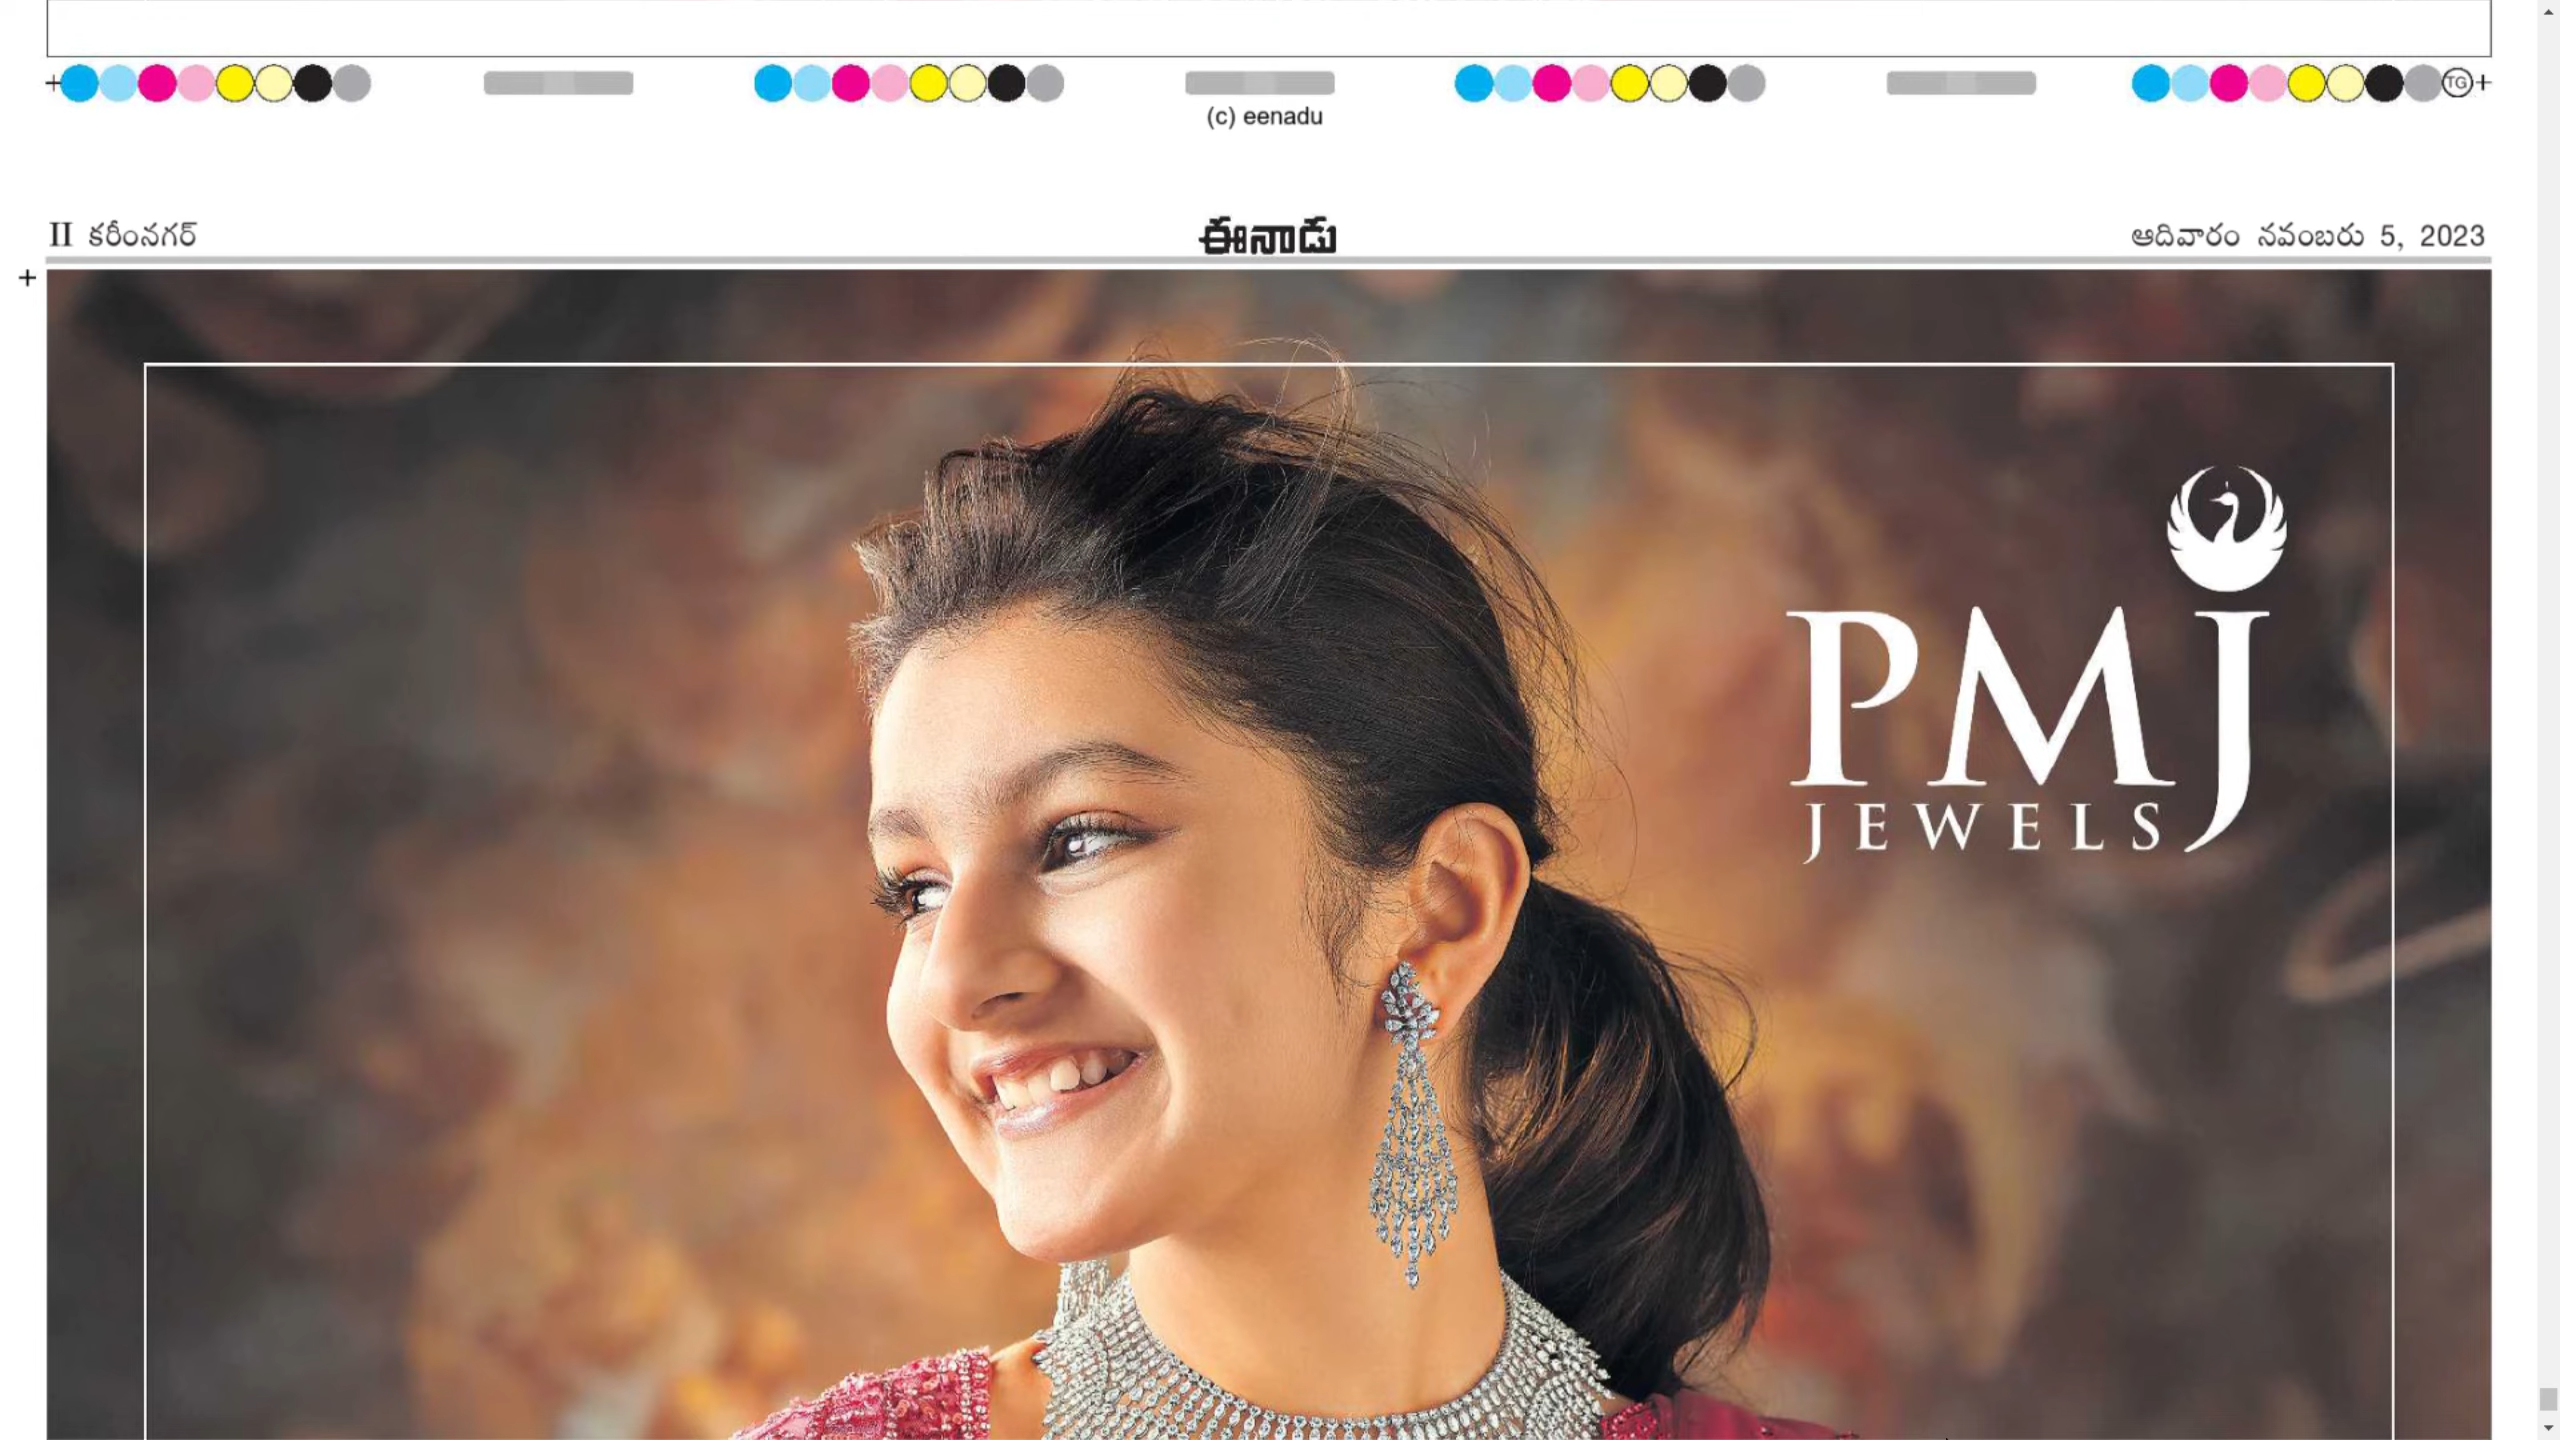 TG
(c) eenadu
II కరీంనగర్
ఈనాడు
ఆదివారం నవంబరు 5, 2023
PMJ
JEWELS